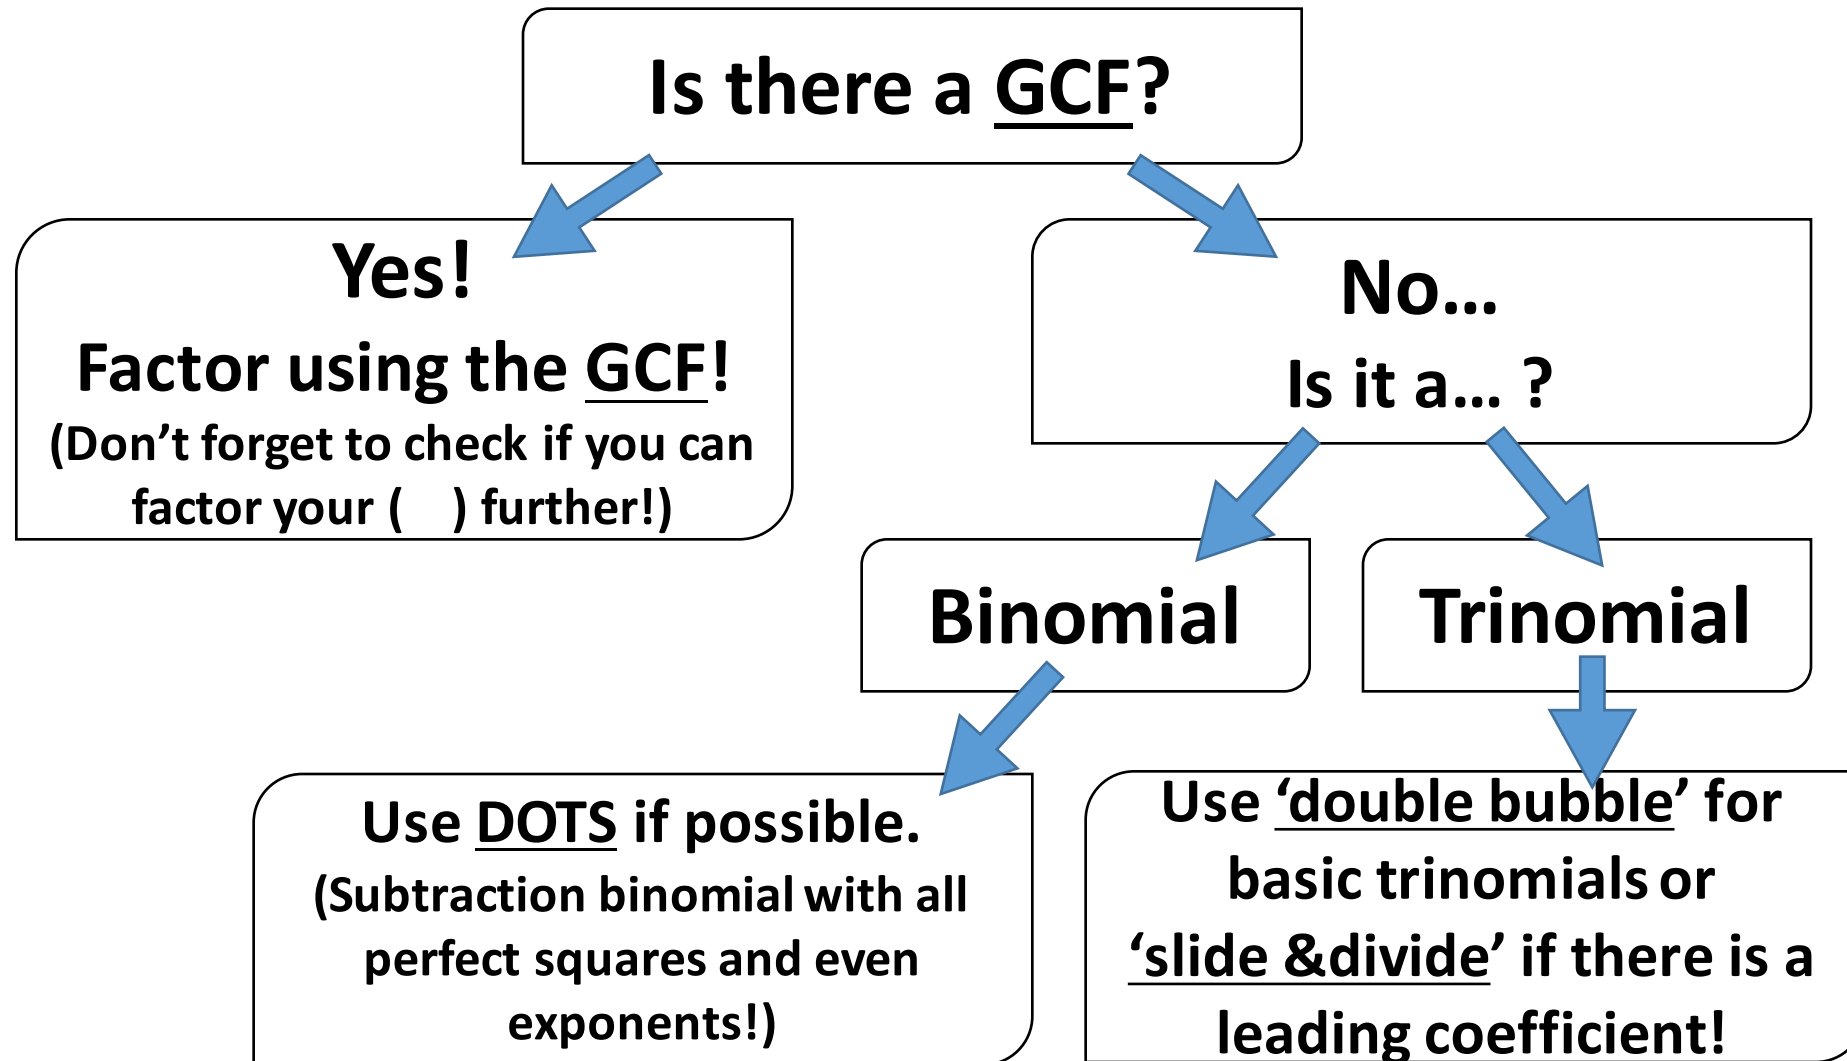 Is there a GCF?
Yes!
Factor using the GCF!
(Don’t forget to check if you can
factor your (    ) further!)
No…
Is it a… ?
Binomial
Trinomial
Use DOTS if possible.
(Subtraction binomial with all
perfect squares and even
exponents!)
Use ‘double bubble’ for
basic trinomials or
‘slide &divide’ if there is a
leading coefficient!